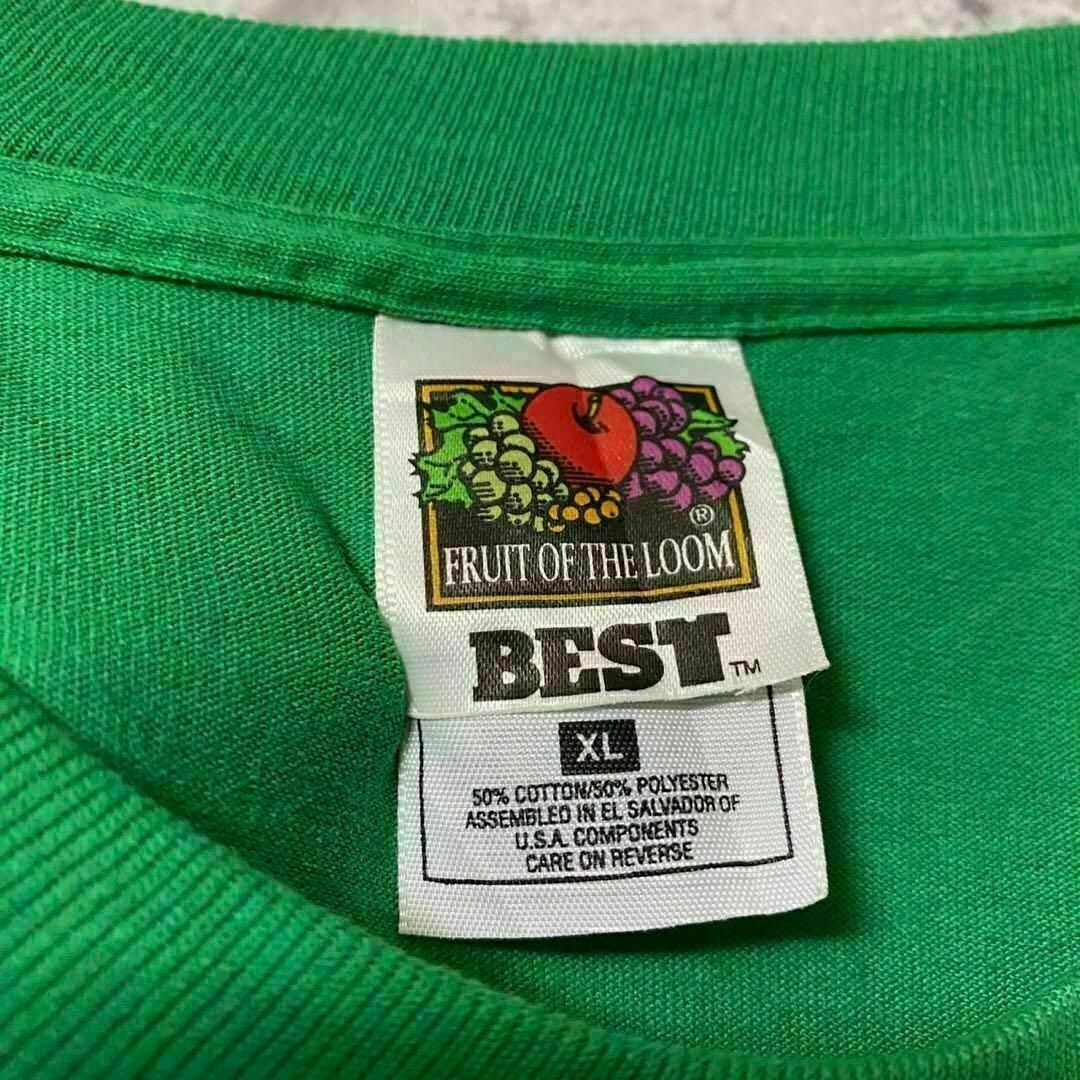 ®
FRUIT OF THE LOOM
BEST™
XL
50% COTTON/50% POLYESTER
ASSEMBLED IN EL SALVADOR OF
U.S.A. COMPONENTS
CARE ON REVERSE